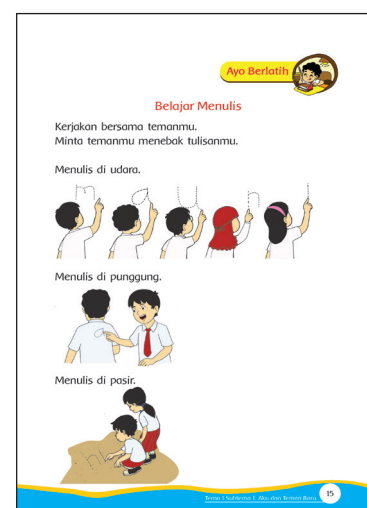 Ayo Berlatih
Belajar Menulis
Kerjakan bersama temanmu.
Minta temanmu menebak tulisanmu.
Menulis di udara.
Menulis di punggung.
Menulis di pasir.
Tema 1 Subtema 1: Aku dan Teman Baru
15